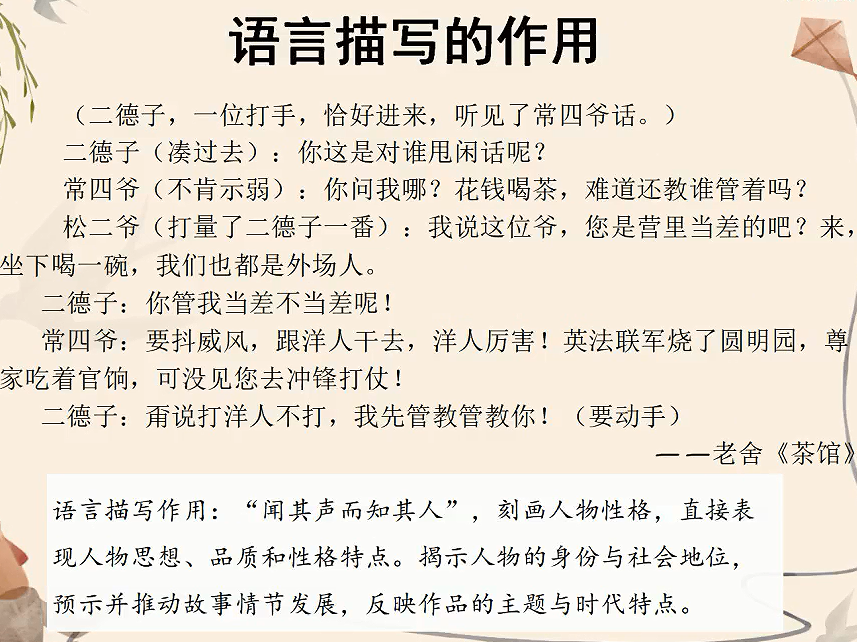 语言描写的作用
（二德子，一位打手，恰好进来，听见了常四爷话。）
二德子（凑过去）：你这是对谁甩闲话呢？
常四爷（不肯示弱）：你问我哪？花钱喝茶，难道还教谁管着吗？
松二爷（打量了二德子一番）：我说这位爷，您是营里当差的吧？来，
坐下喝一碗，我们也都是外场人。
二德子：你管我当差不当差呢！
常四爷：要抖威风，跟洋人干去，洋人厉害！英法联军烧了圆明园，尊
家吃着官饷，可没见您去冲锋打仗！
二德子：甭说打洋人不打，我先管教管教你！（要动手）
——老舍《茶馆》
语言描写作用：“闻其声而知其人”，刻画人物性格，直接表
现人物思想、品质和性格特点。揭示人物的身份与社会地位，
预示并推动故事情节发展，反映作品的主题与时代特点。